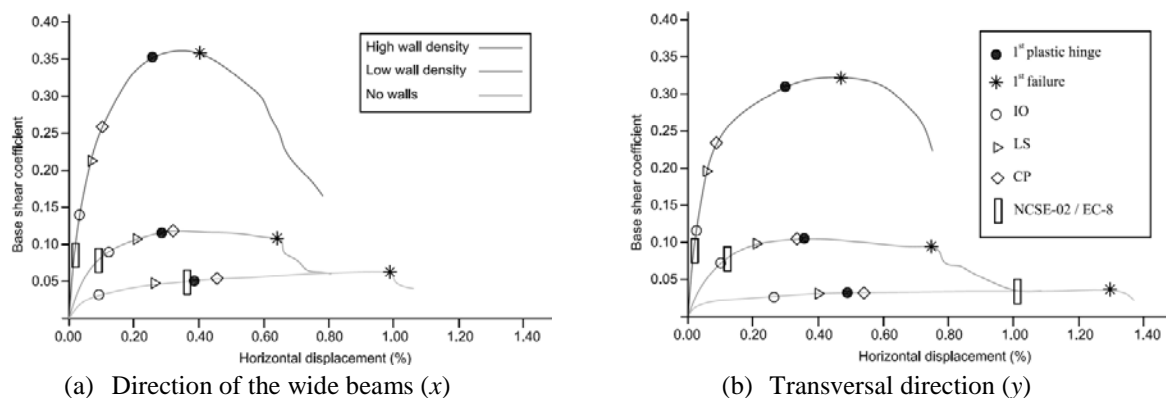 0.40
0.35
0.30
0.25
0.20
0.15
0.10
0.05
Base shear coefficient
0.00 0.20 0.40 0.60 0.80 1.00 1.20 1.40
Horizontal displacement (%)
High wall density
Low wall density
No walls
(a) Direction of the wide beams (x)
0.40
0.35
0.30
0.25
0.20
0.15
0.10
0.05
Base shear coefficient
0.00 0.20 0.40 0.60 0.80 1.00 1.20 1.40
Horizontal displacement (%)
1st plastic hinge
1st failure
IO
LS
CP
NCSE-02 / EC-8
(b) Transversal direction (y)